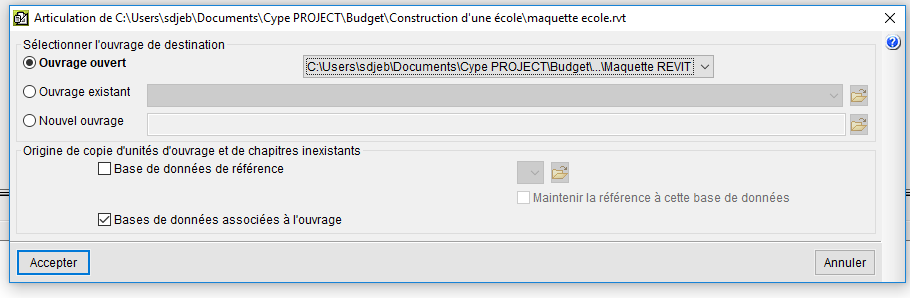 Articulation de C:\Users\sdjeb\Documents\Cype PROJECT\Budget\Construction d'une école\maquette ecole.rvt
Sélectionner l'ouvrage de destination
Ouvrage ouvert C:\Users\sdjeb\Documents\Cype PROJECT\Budget\...\Maquette REVIT
Ouvrage existant
Nouvel ouvrage
Origine de copie d'unités d'ouvrage et de chapitres inexistants
Base de données de référence
Maintenir la référence à cette base de données
Bases de données associées à l'ouvrage
Accepter Annuler